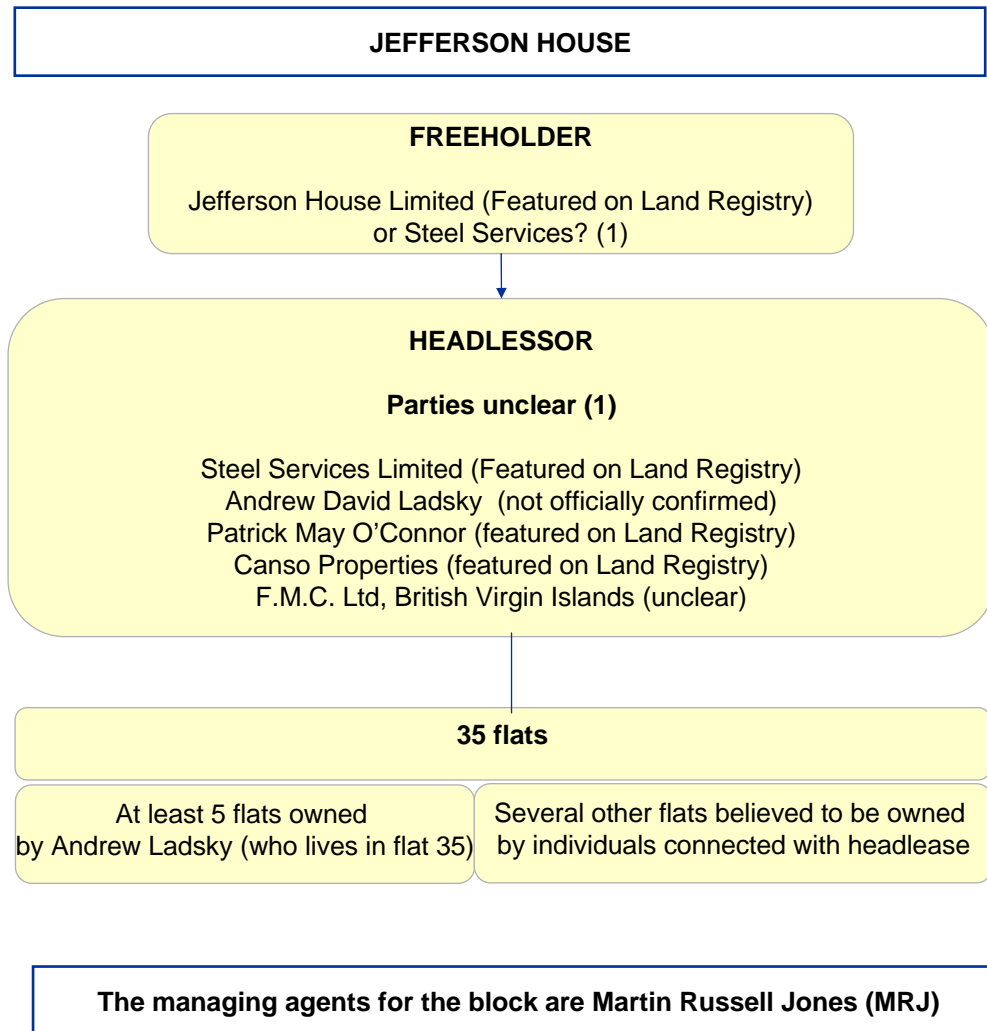 JEFFERSON HOUSE
FREEHOLDER
Jefferson House Limited (Featured on Land Registry)
or Steel Services? (1)
HEADLESSOR
Parties unclear (1)
Steel Services Limited (Featured on Land Registry)
Andrew David Ladsky (not officially confirmed)
Patrick May O'Connor (featured on Land Registry)
Canso Properties (featured on Land Registry)
F.M.C. Ltd, British Virgin Islands (unclear)
35 flats
At least 5 flats owned
by Andrew Ladsky (who lives in flat 35)
Several other flats believed to be owned
by individuals connected with headlease
The managing agents for the block are Martin Russell Jones (MRJ)